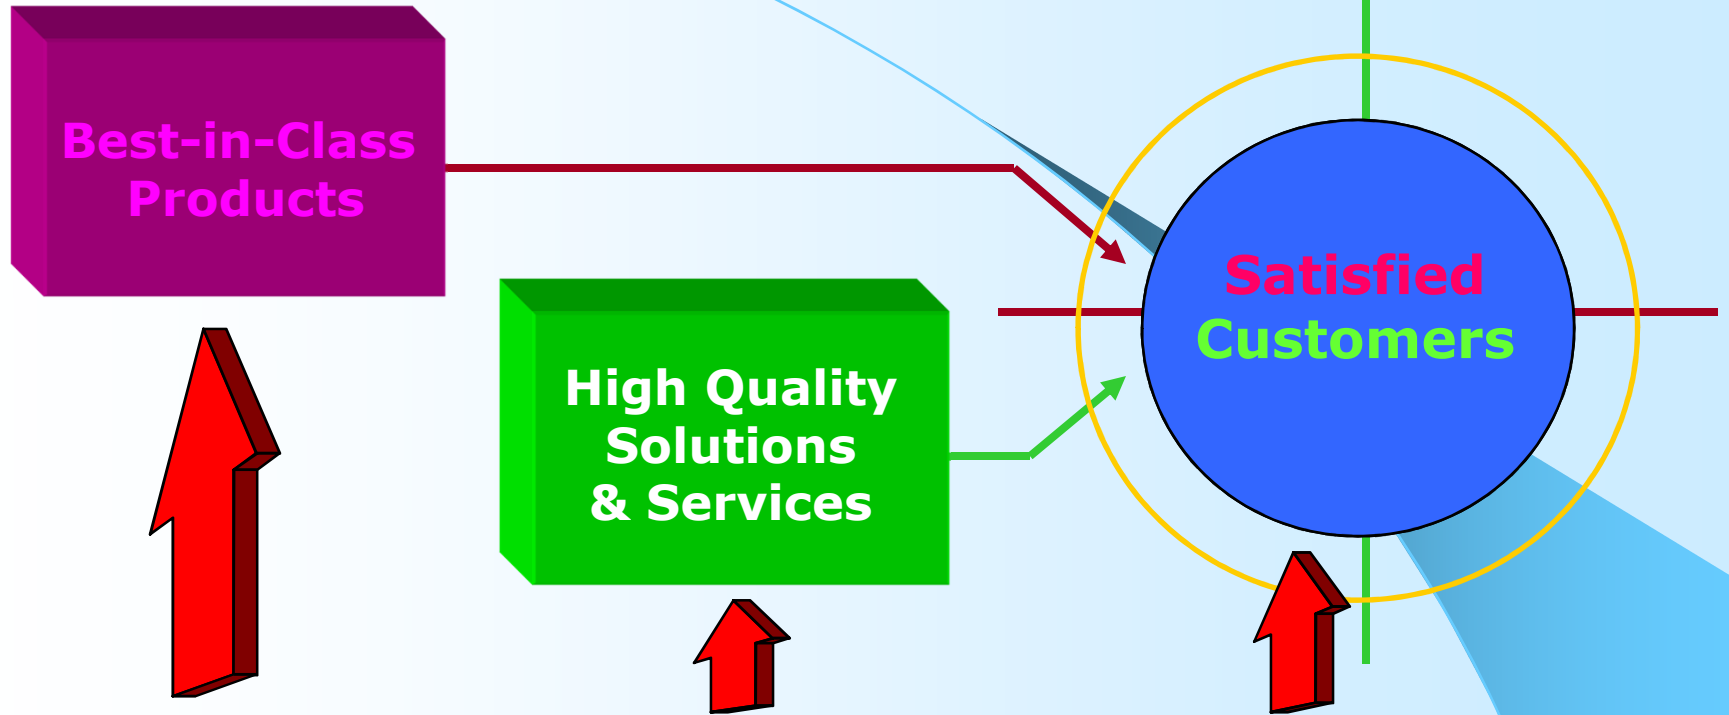 Best-in-Class
Products
High Quality
Solutions
& Services
Satisfied
Customers